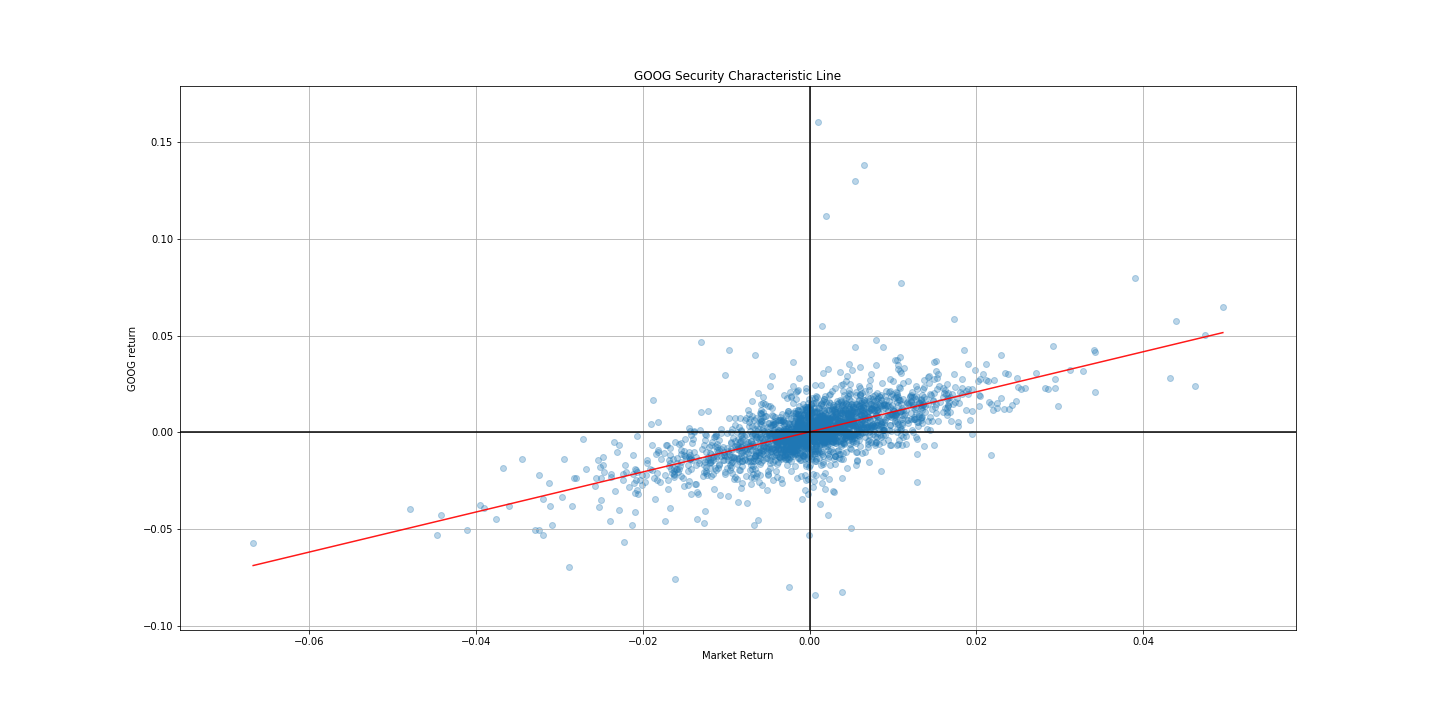 GOOG Security Characteristic Line
GOOG return
0.15
0.10
0.05
0.00
−0.05
−0.10
−0.06 −0.04 −0.02 0.00 0.02 0.04
Market Return